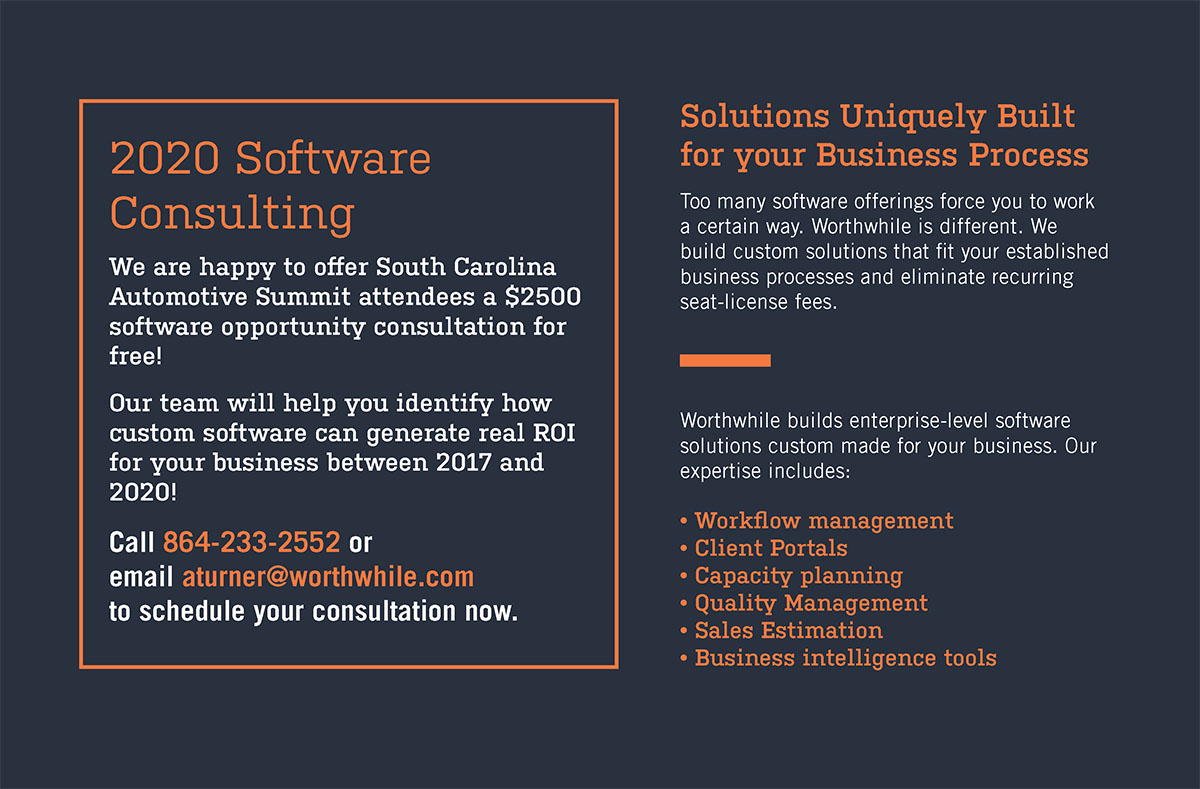 2020 Software
Consulting
We are happy to offer South Carolina
Automotive Summit attendees a $2500
software opportunity consultation for
free!
Our team will help you identify how
custom software can generate real ROI
for your business between 2017 and
2020!
Call 864-233-2552 or
email aturner@worthwhile.com
to schedule your consultation now.
Solutions Uniquely Built
for your Business Process
Too many software offerings force you to work
a certain way. Worthwhile is different. We
build custom solutions that fit your established
business processes and eliminate recurring
seat-license fees.
Worthwhile builds enterprise-level software
solutions custom made for your business. Our
expertise includes:
• Workflow management
• Client Portals
• Capacity planning
• Quality Management
• Sales Estimation
• Business intelligence tools